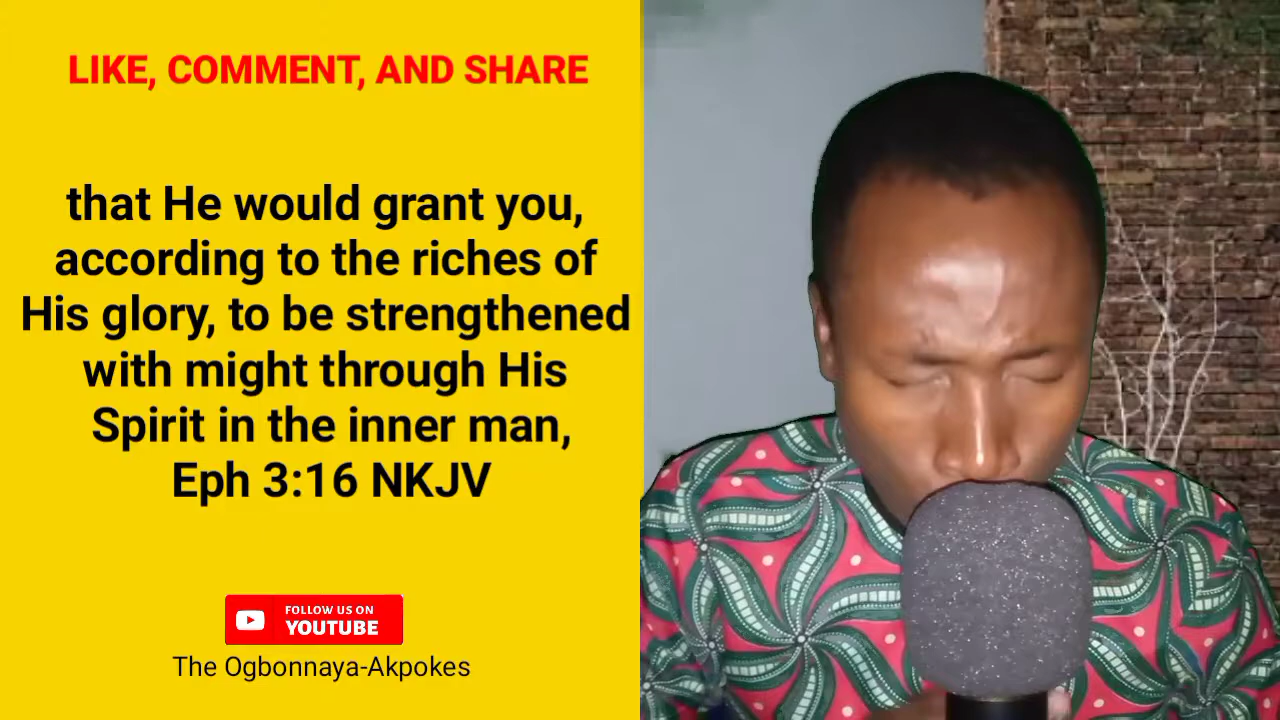 LIKE, COMMENT, AND SHARE
that He would grant you,
according to the riches of
His glory, to be strengthened
with might through His
Spirit in the inner man,
Eph 3:16 NKJV
FOLLOW US ON
YOUTUBE
The Ogbonnaya-Akpokes